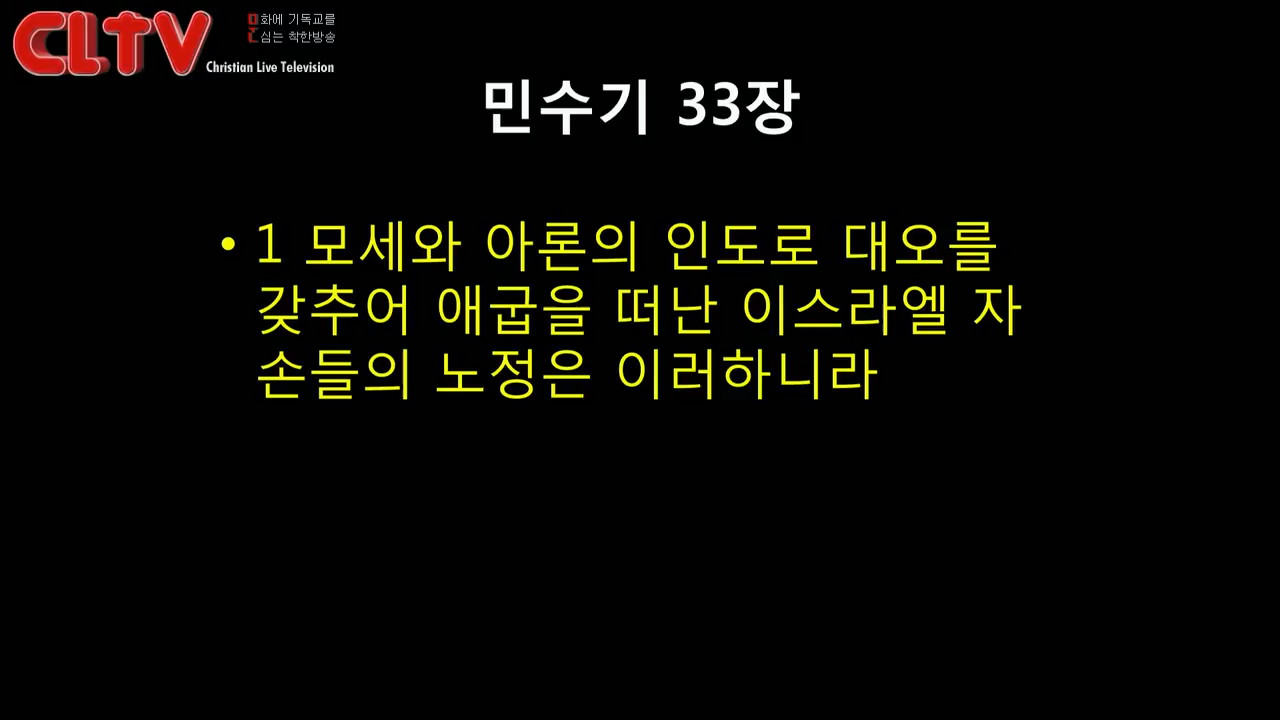 CLTV
문화에 기독교를
심는 착한방송
Christian Live Television
민수기 33장
• 1 모세와 아론의 인도로 대오를
갖추어 애굽을 떠난 이스라엘 자
손들의 노정은 이러하니라